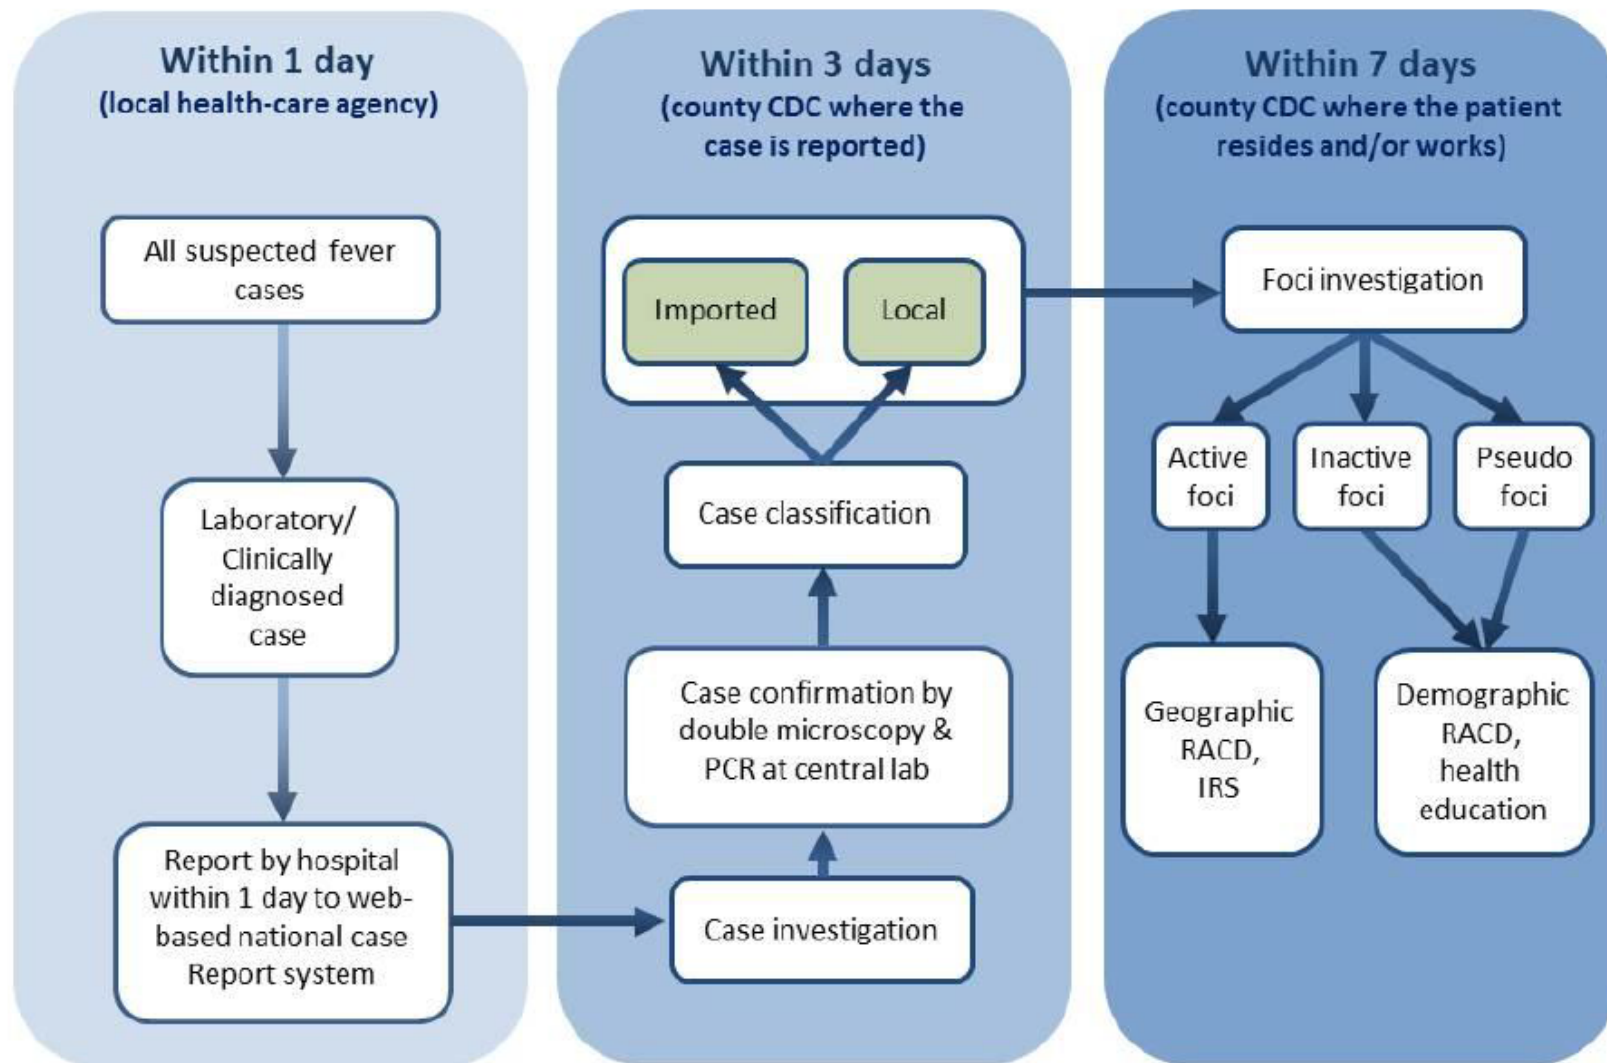 Within 1 day
(local health-care agency)
All suspected fever
cases
Laboratory/
Clinically
diagnosed
case
Report by hospital
within 1 day to web-
based national case
Report system
Within 3 days
(county CDC where the
case is reported)
Imported
Local
Case classification
Case confirmation by
double microscopy &
PCR at central lab
Case investigation
Within 7 days
(county CDC where the patient
resides and/or works)
Foci investigation
Active
foci
Inactive
foci
Pseudo
foci
Geographic
RACD,
IRS
Demographic
RACD,
health
education